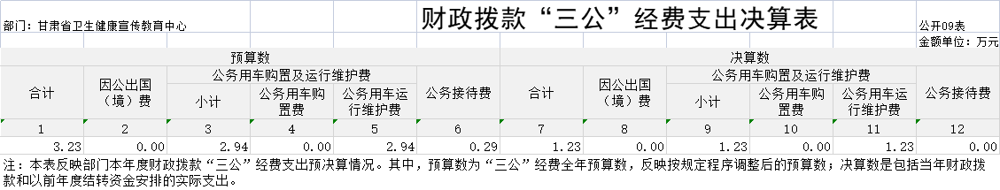 财政拨款“三公”经费支出决算表
部门：甘肃省卫生健康宣传教育中心
公开09表
金额单位：万元
预算数 决算数
合计 因公出国（境）费 公务用车购置及运行维护费 公务接待费 合计 因公出国（境）费 公务用车购置及运行维护费 公务接待费
小计 公务用车购置费 公务用车运行维护费 小计 公务用车购置费 公务用车运行维护费
1 2 3 4 5 6 7 8 9 10 11 12
3.23 0.00 2.94 0.00 2.94 0.29 1.23 0.00 1.23 0.00 1.23 0.00
注：本表反映部门本年度财政拨款“三公”经费支出预决算情况。其中，预算数为“三公”经费全年预算数，反映按规定程序调整后的预算数；决算数是包括当年财政拨
款和以前年度结转资金安排的实际支出。